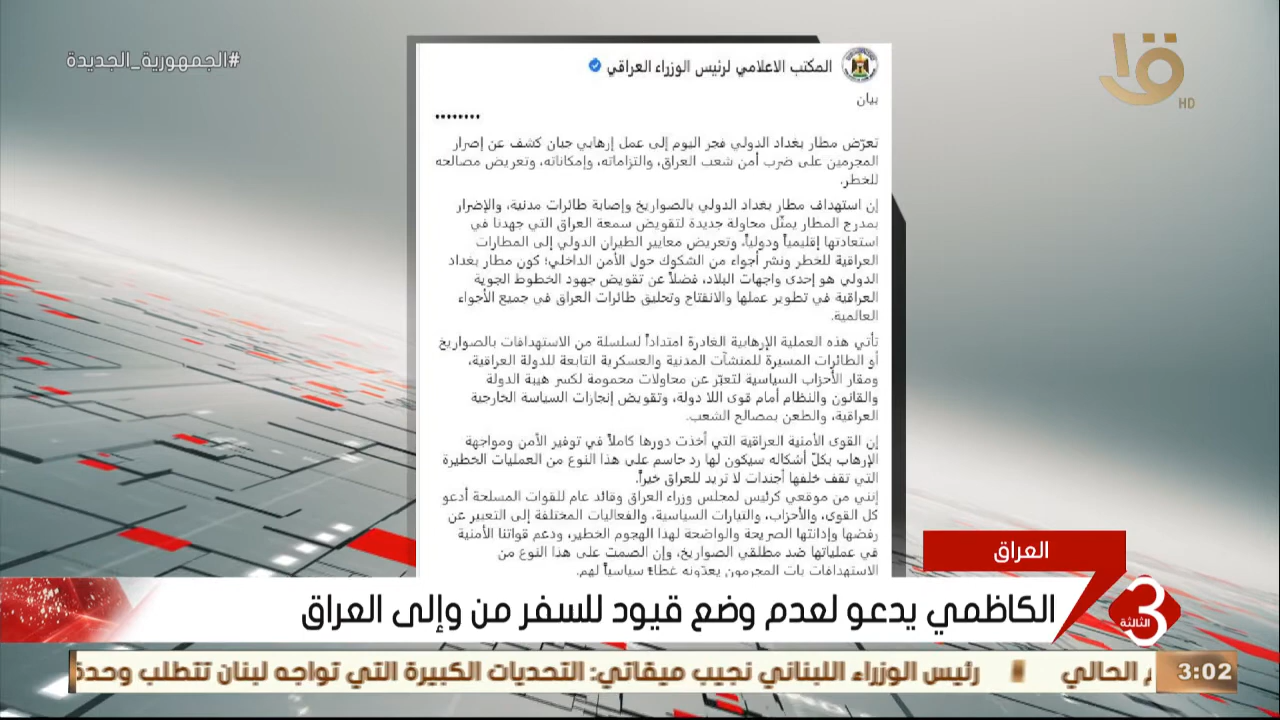 #الجمهورية_الجديدة
HD
المكتب الاعلامي لرئيس الوزراء العراقي
بيان
••••••••
تعرّض مطار بغداد الدولي فجر اليوم إلى عمل إرهابي جبان كشف عن إصرار
المجرمين على ضرب أمن شعب العراق، والتزاماته، وإمكاناته، وتعريض مصالحه
للخطر.
إن استهداف مطار بغداد الدولي بالصواريخ وإصابة طائرات مدنية، والإضرار
بمدرج المطار يمثّل محاولة جديدة لتقويض سمعة العراق التي جهدنا في
استعادتها إقليمياً ودولياً، وتعريض معايير الطيران الدولي إلى المطارات
العراقية للخطر ونشر أجواء من الشكوك حول الأمن الداخلي؛ كون مطار بغداد
الدولي هو إحدى واجهات البلاد، فضلاً عن تقويض جهود الخطوط الجوية
العراقية في تطوير عملها والانفتاح وتحليق طائرات العراق في جميع الأجواء
العالمية.
تأتي هذه العملية الإرهابية الغادرة امتداداً لسلسلة من الاستهدافات بالصواريخ
أو الطائرات المسيرة للمنشآت المدنية والعسكرية التابعة للدولة العراقية،
ومقار الأحزاب السياسية لتعبّر عن محاولات محمومة لكسر هيبة الدولة
والقانون والنظام أمام قوى اللا دولة، وتقويض إنجازات السياسة الخارجية
العراقية، والطعن بمصالح الشعب.
إن القوى الأمنية العراقية التي أخذت دورها كاملاً في توفير الأمن ومواجهة
الإرهاب بكلّ أشكاله سيكون لها رد حاسم على هذا النوع من العمليات الخطيرة
التي تقف خلفها أجندات لا تريد للعراق خيراً.
إنني من موقعي كرئيس لمجلس وزراء العراق وقائد عام للقوات المسلحة أدعو
كل القوى، والأحزاب، والتيارات السياسية، والفعاليات المختلفة إلى التعبير عن
رفضها وإدانتها الصريحة والواضحة لهذا الهجوم الخطير، ودعم قواتنا الأمنية
في عملياتها ضد مطلقي الصواريخ، وإن الصمت على هذا النوع من
الاستهدافات بات المجرمون يعدّونه غطاءً سياسياً لهم.
العراق
الكاظمي يدعو لعدم وضع قيود للسفر من وإلى العراق
3
الثالثة
3:02
م الحالي رئيس الوزراء اللبناني نجيب ميقاتي: التحديات الكبيرة التي تواجه لبنان تتطلب وحدة